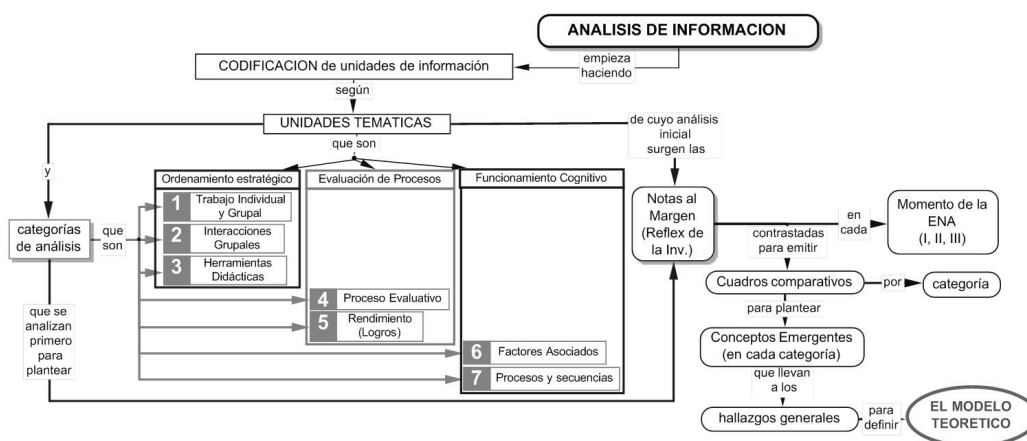 ANALISIS DE INFORMACION
empieza
haciendo
CODIFICACION de unidades de información
según
UNIDADES TEMATICAS
que son
de cuyo análisis
inicial
surgen las
y
Ordenamiento estratégico
Evaluación de Procesos
Funcionamiento Cognitivo
1
Trabajo Individual
y Grupal
2
Interacciones
Grupales
3
Herramientas
Didácticas
4
Proceso Evaluativo
5
Rendimiento
(Logros)
6
Factores Asociados
7
Procesos y secuencias
categorías
de análisis
que
son
que se
analizan
primero
para
plantear
Notas al
Margen
(Reflex de
la Inv.)
en
cada
Momento de la
ENA
(I, II, III)
contrastadas
para emitir
Cuadros comparativos
por
categoría
para plantear
Conceptos Emergentes
(en cada categoría)
que llevan
a los
hallazgos generales
para
definir
EL MODELO
TEORETICO